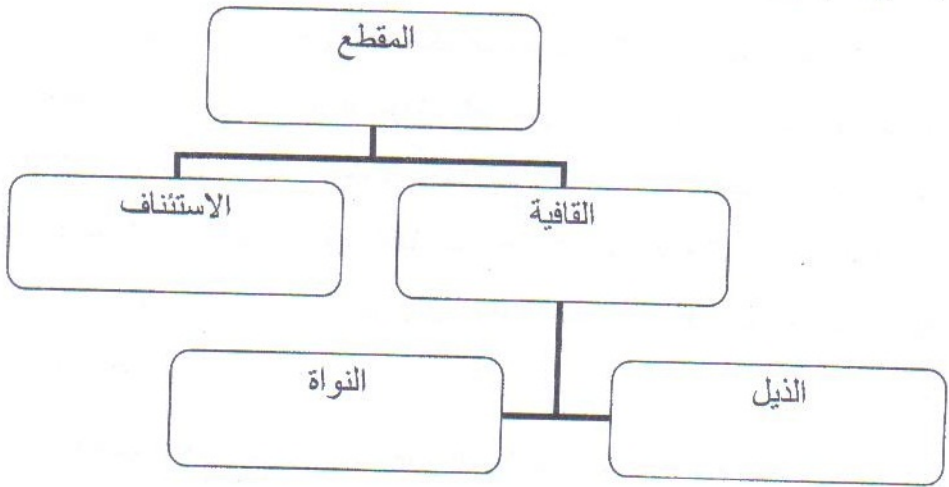 المقطع
القافية
الاستئناف
الذيل
النواة